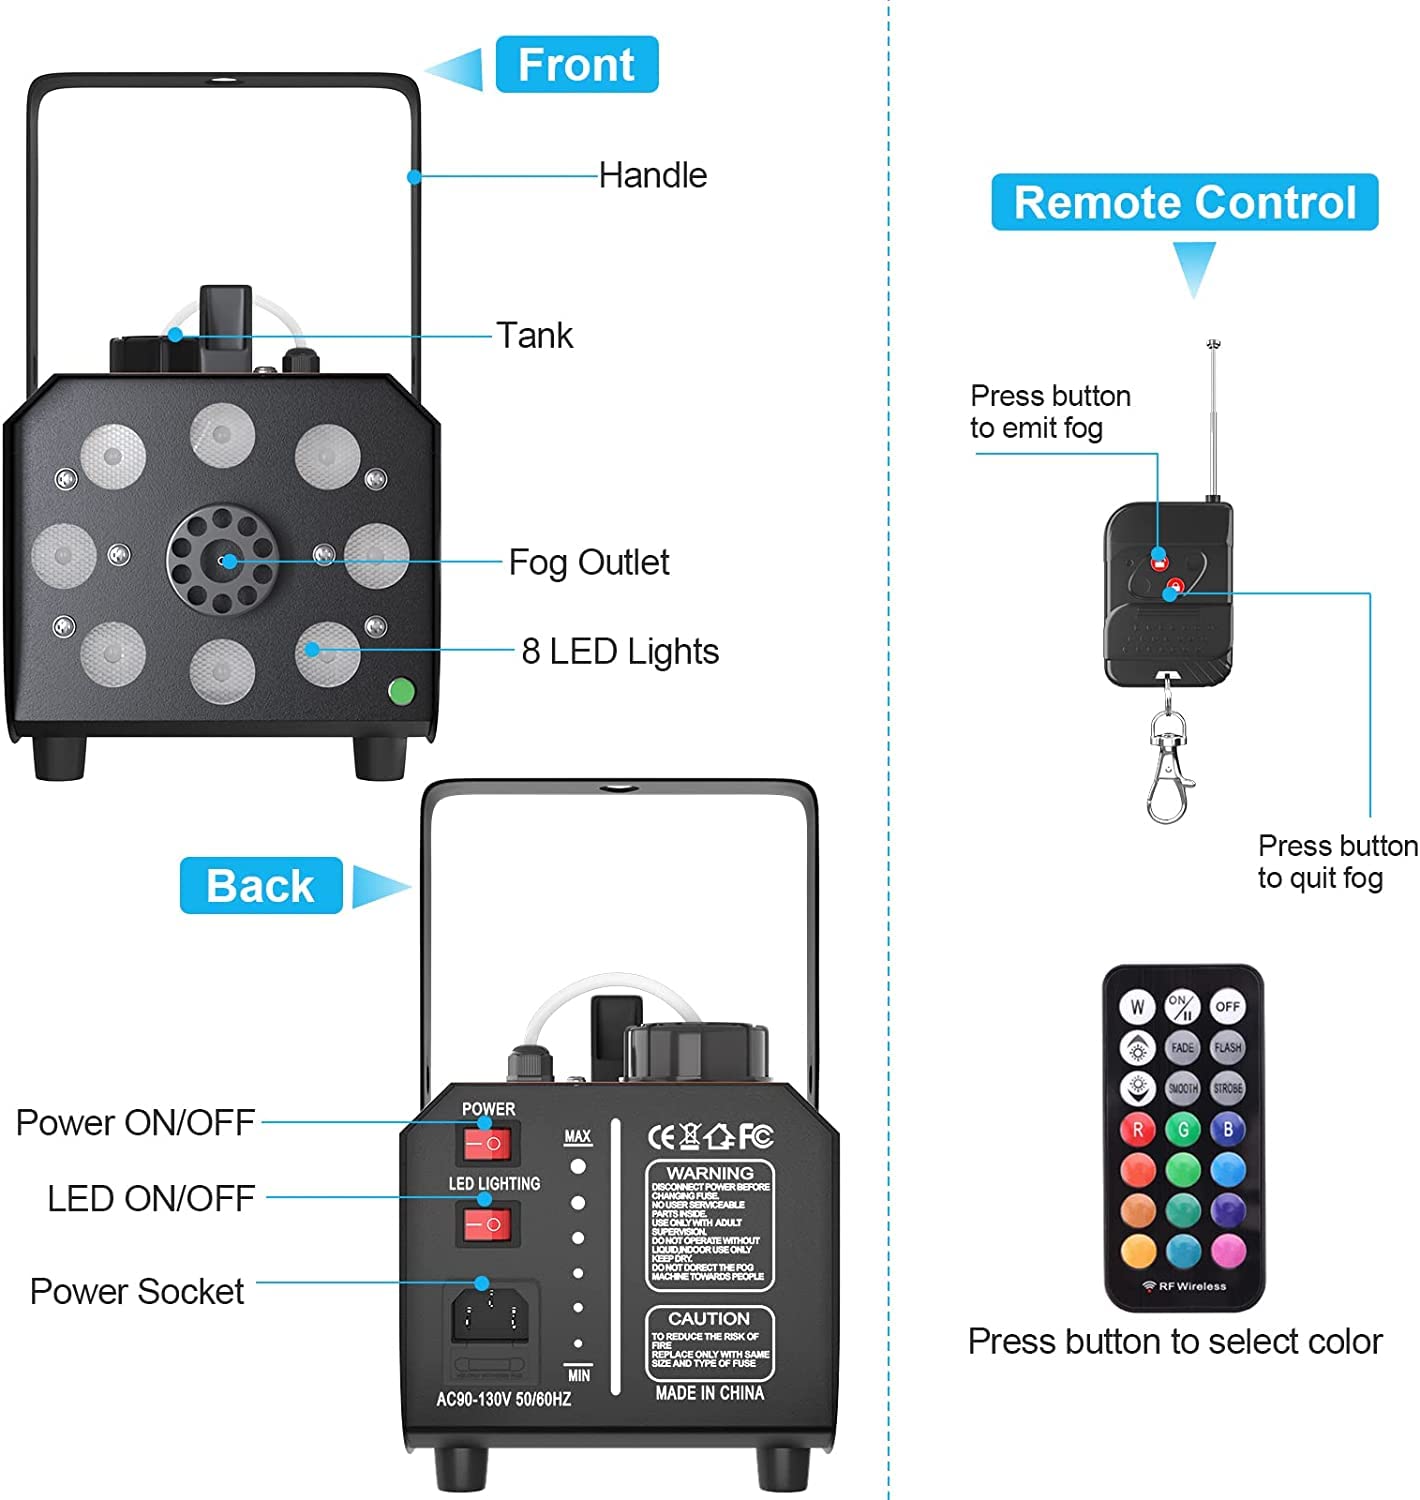 Front
Handle
Tank
Fog Outlet
8 LED Lights
Back
Power ON/OFF
LED ON/OFF
Power Socket
POWER
LED LIGHTING
AC90-130V 50/60HZ
MAX
MIN
CE FC
WARNING
DISCONNECT POWER BEFORE
CHANGING FUSE.
NO USER SERVICEABLE
PARTS INSIDE.
USE ONLY WITH ADULT
SUPERVISION.
DO NOT OPERATE WITHOUT
LIQUID,INDOOR USE ONLY
KEEP DRY.
DO NOT DORECT THE FOG
MACHINE TOWARDS PEOPLE
CAUTION
TO REDUCE THE RISK OF
FIRE
REPLACE ONLY WITH SAME
SIZE AND TYPE OF FUSE
MADE IN CHINA
Remote Control
Press button
to emit fog
Press button
to quit fog
W ON/II OFF
FADE FLASH
SMOOTH STROBE
R G B
RF Wireless
Press button to select color